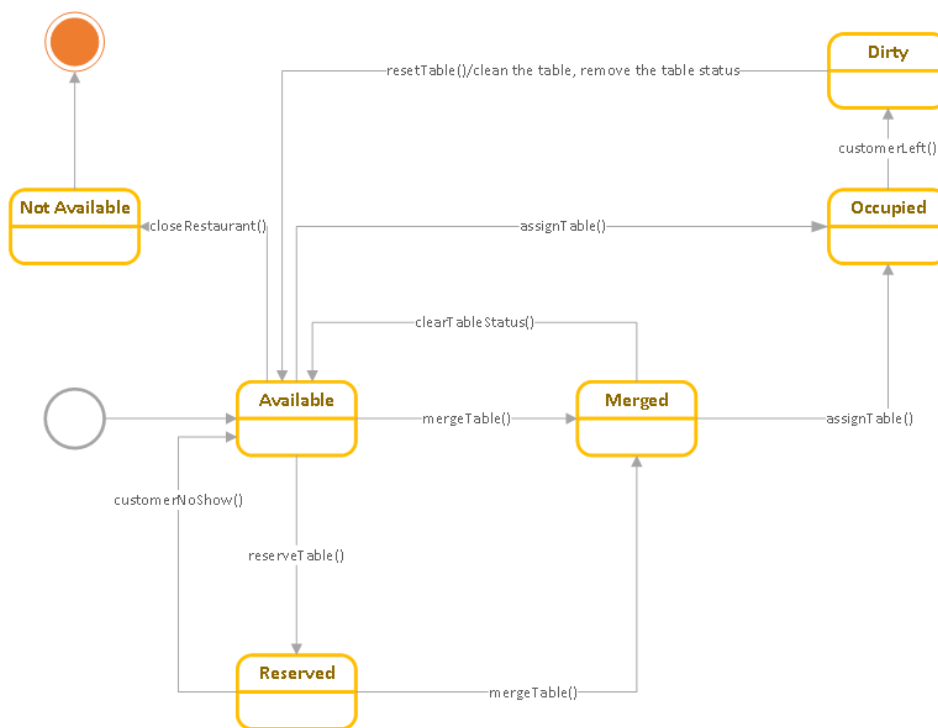 Dirty
resetTable()/clean the table, remove the table status
customerLeft()
Not Available
Occupied
closeRestaurant()
assignTable()
clearTableStatus()
Available
Merged
mergeTable()
assignTable()
customerNoShow()
reserveTable()
Reserved
mergeTable()